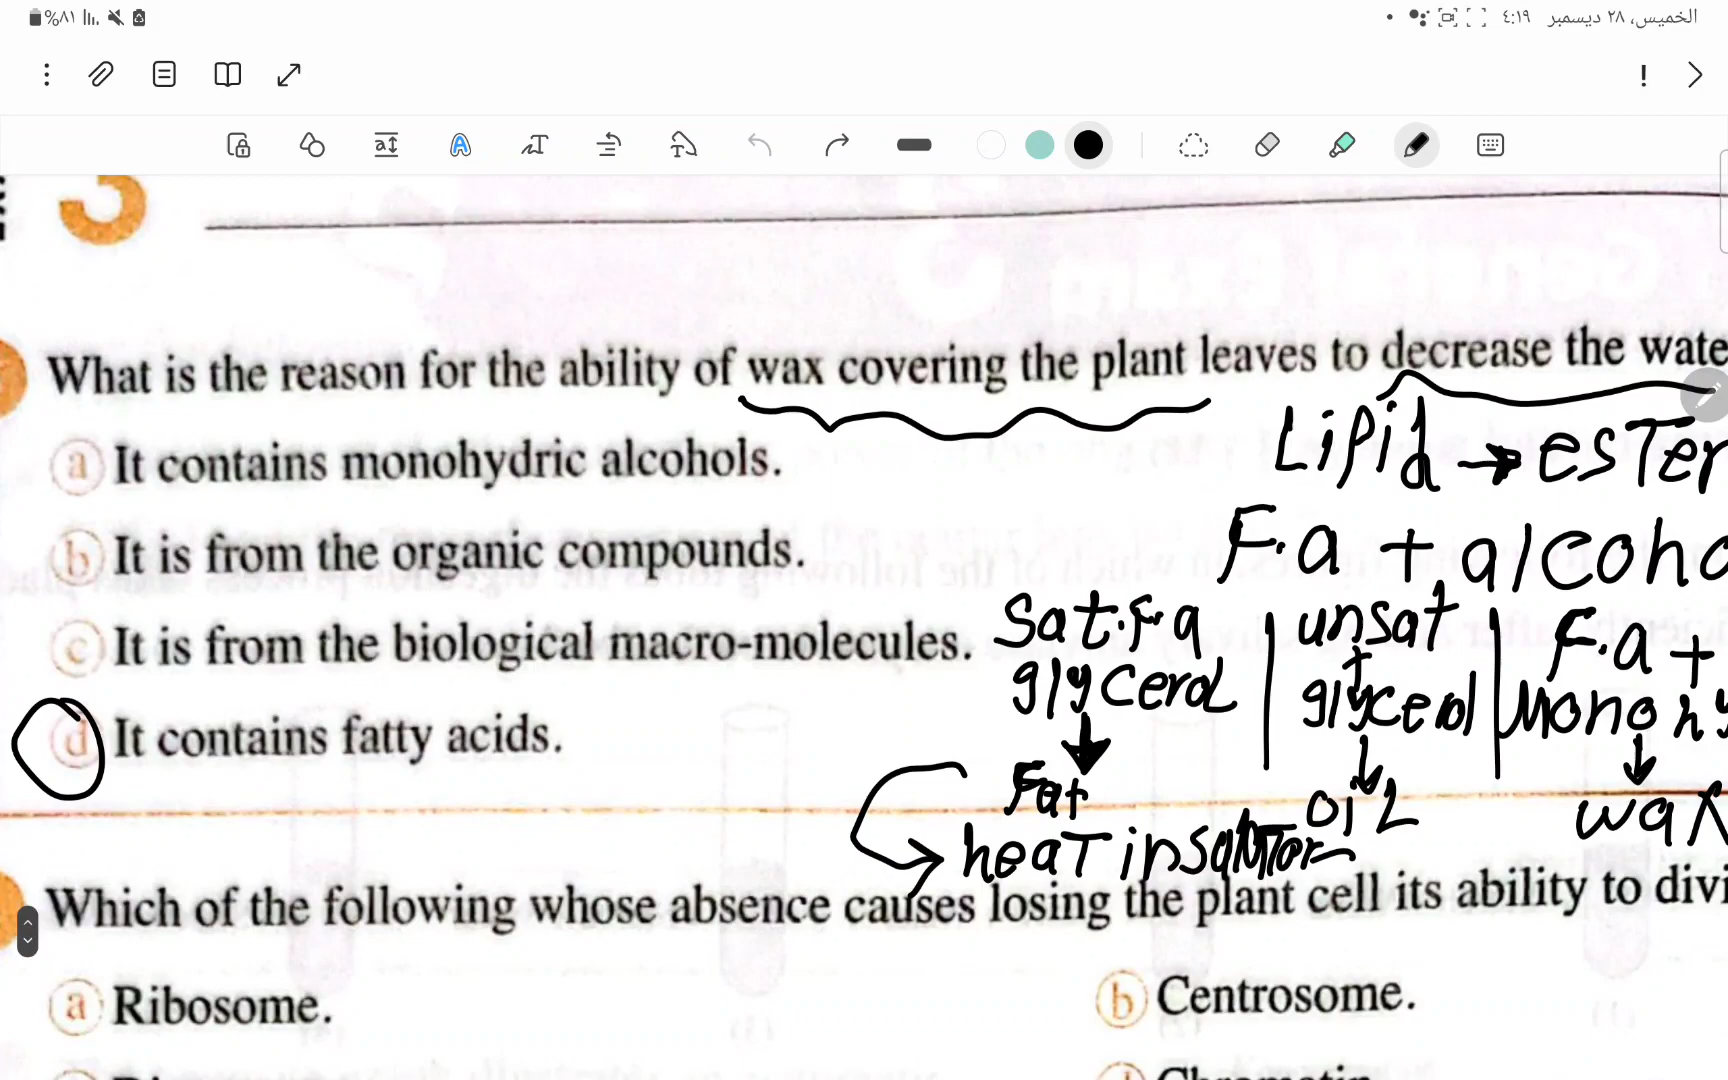 %٨١
الخميس، ٢٨ ديسمبر ٤:١٩
3
What is the reason for the ability of wax covering the plant leaves to decrease the wate
a It contains monohydric alcohols.
b It is from the organic compounds.
c It is from the biological macro-molecules.
d It contains fatty acids.
Lipid → esTer
F.a + alcoho
Sat.F.a glycerol
Fat
heaT
unsat + glycerol
oil
F.a + Monohy
wax
Which of the following whose absence causes losing the plant cell its ability to divi
a Ribosome.
b Centrosome.